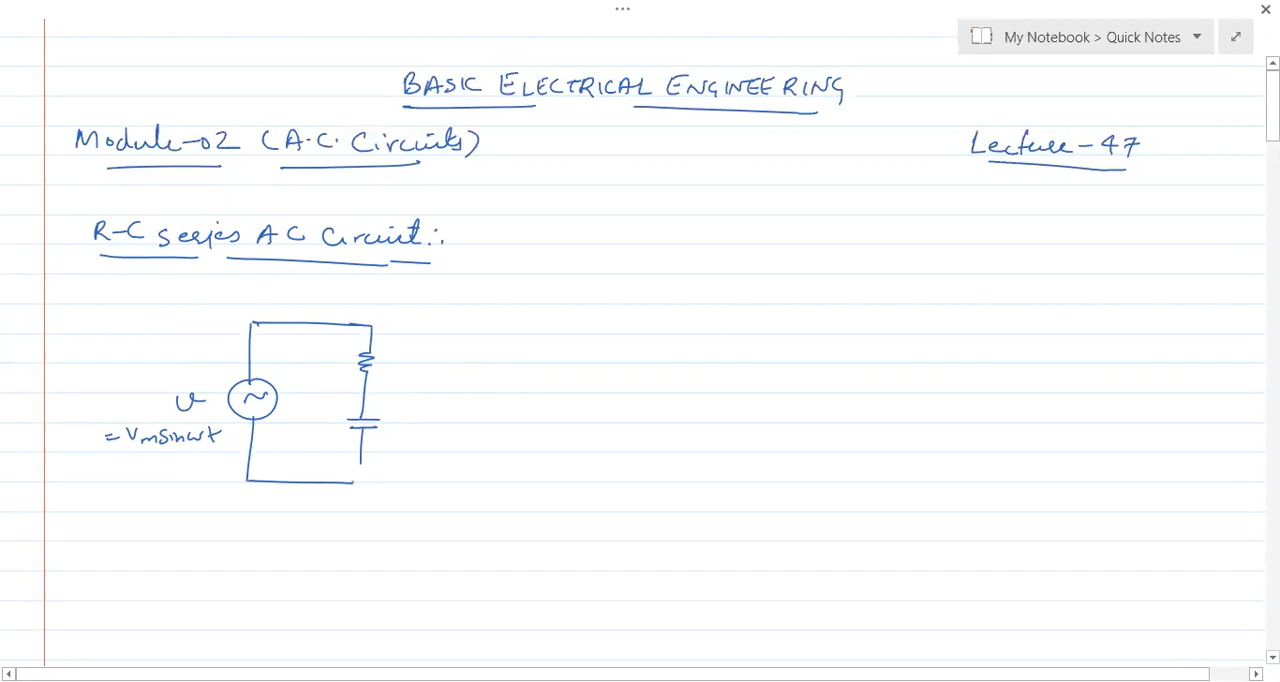 My Notebook > Quick Notes
BASIC ELECTRICAL ENGINEERING
Module-02 (A.C. Circuits)
Lecture-47
R-C series AC Circuit:.
v
= Vmsinωt